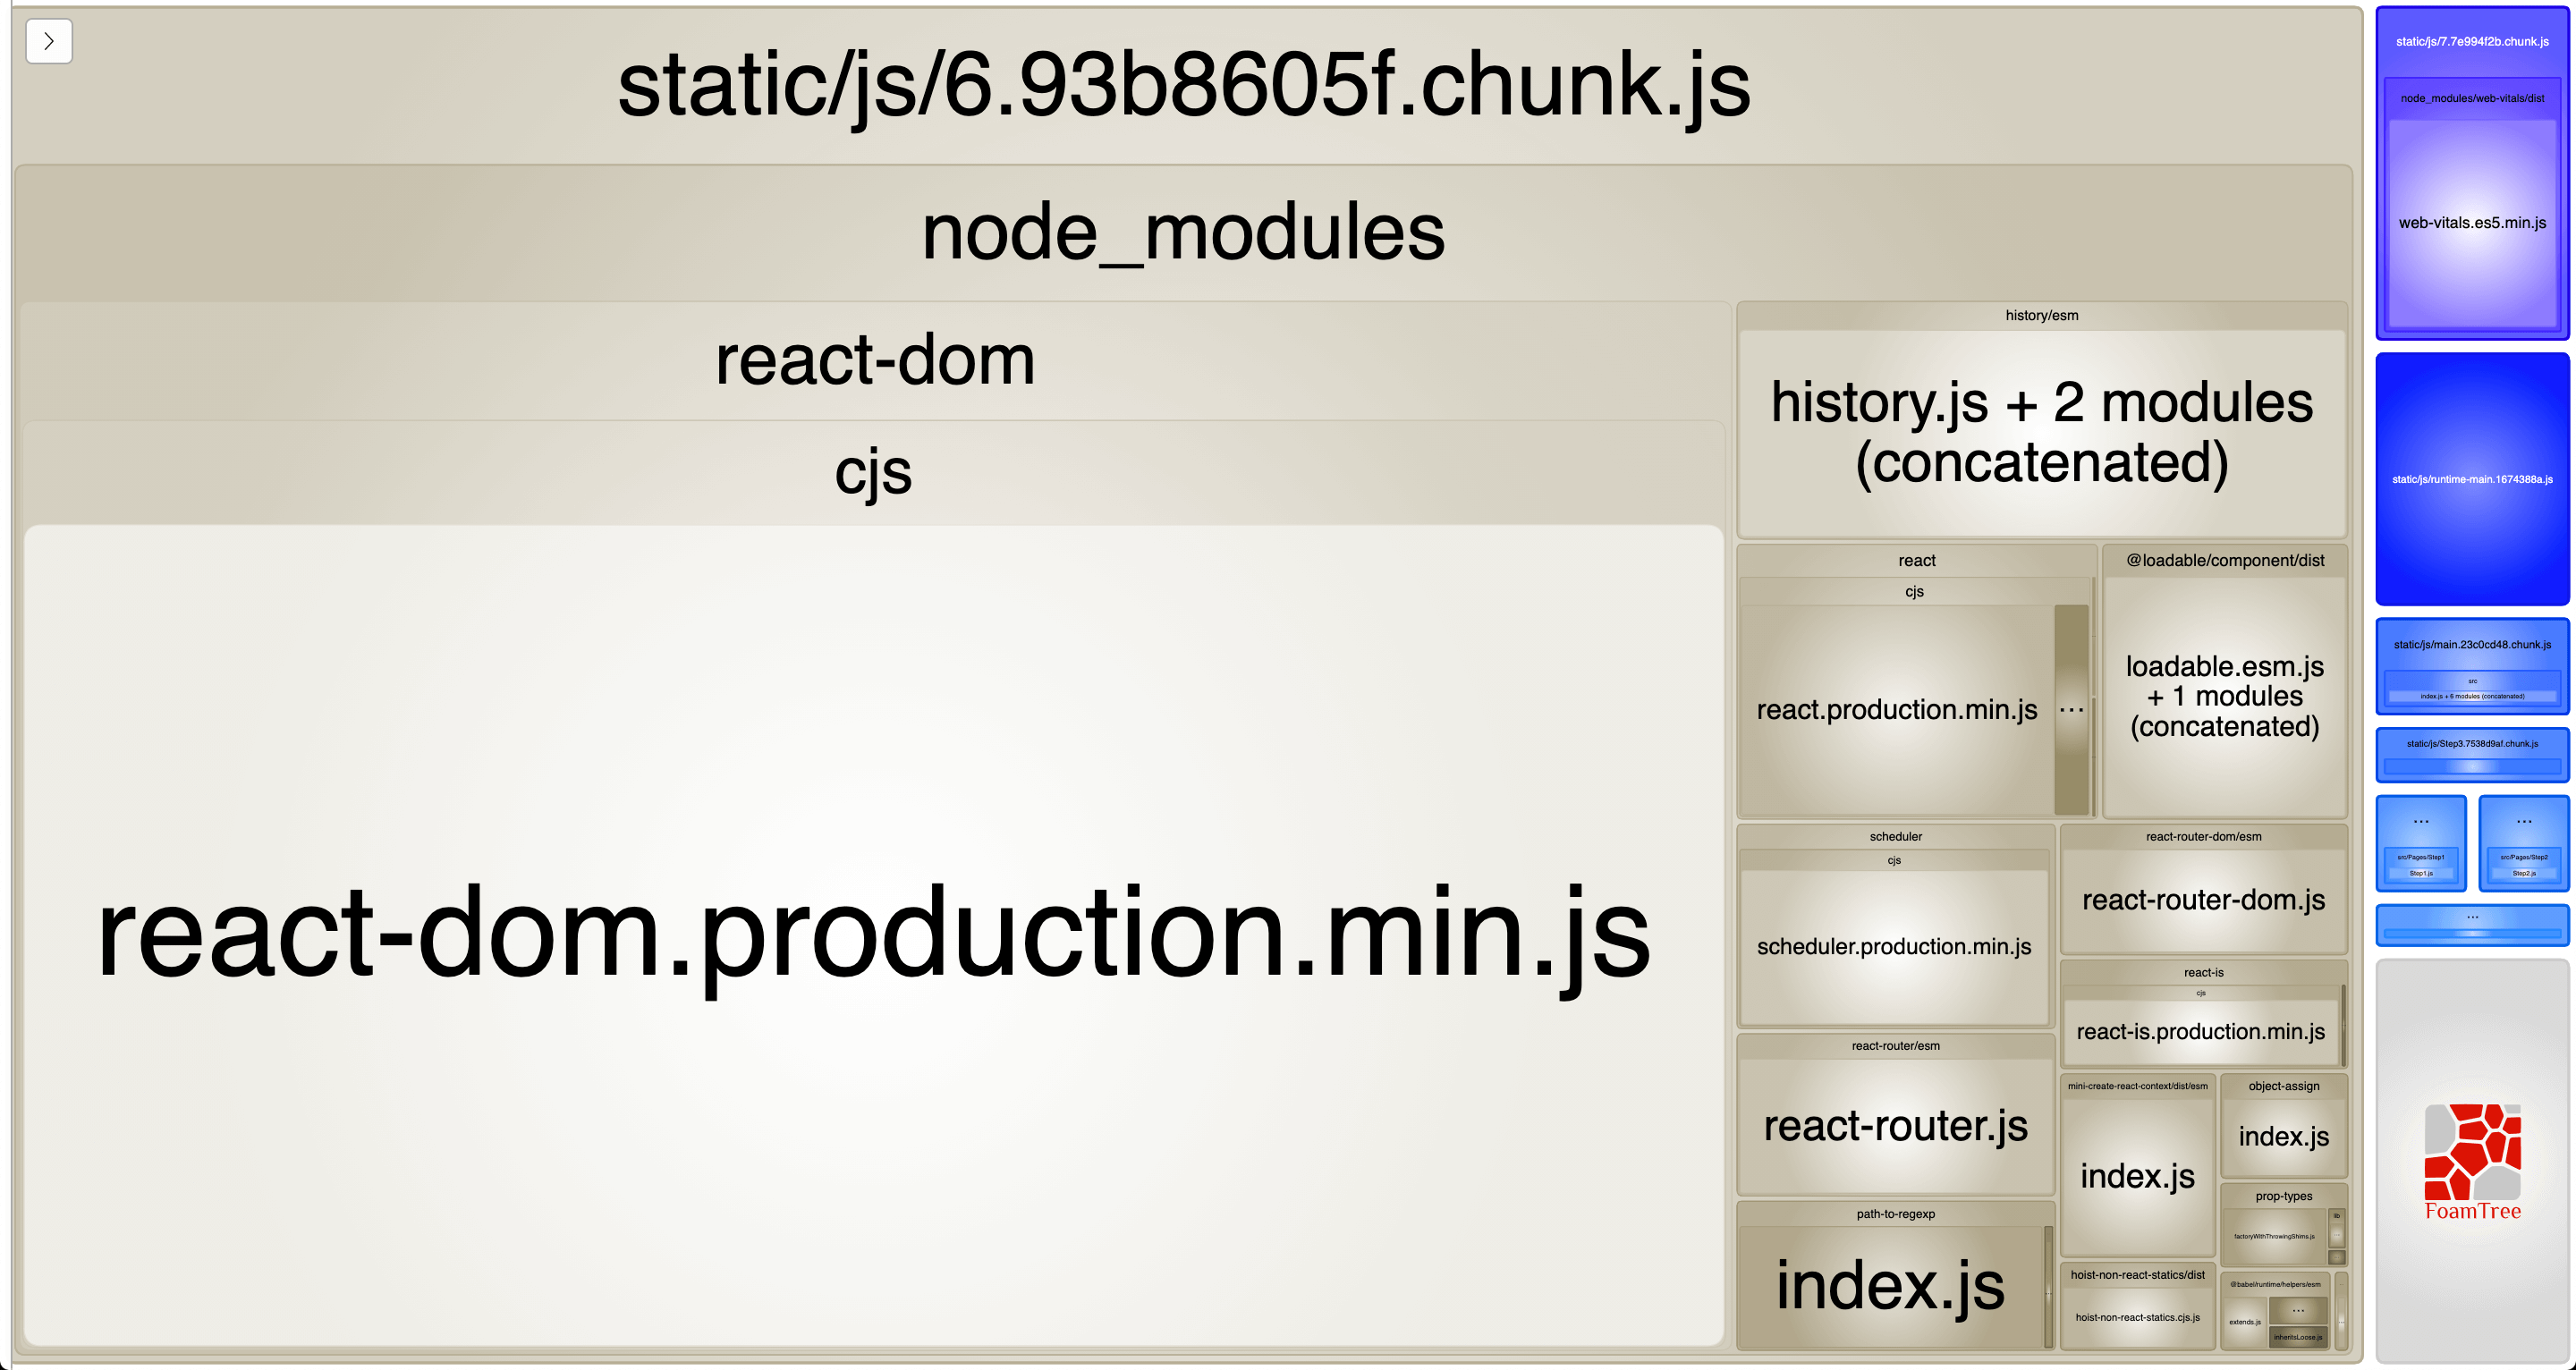 static/js/6.93b8605f.chunk.js
node_modules
react-dom
cjs
react-dom.production.min.js
history/esm
history.js + 2 modules
(concatenated)
react
cjs
react.production.min.js
...
@loadable/component/dist
loadable.esm.js
+ 1 modules
(concatenated)
scheduler
cjs
scheduler.production.min.js
react-router-dom/esm
react-router-dom.js
react-is
cjs
react-is.production.min.js
react-router/esm
react-router.js
mini-create-react-context/dist/esm
index.js
object-assign
index.js
prop-types
factoryWithThrowingShims.js
lib
path-to-regexp
index.js
hoist-non-react-statics/dist
hoist-non-react-statics.cjs.js
@babel/runtime/helpers/esm
extends.js
...
inheritsLoose.js
static/js/7.7e994f2b.chunk.js
node_modules/web-vitals/dist
web-vitals.es5.min.js
static/js/runtime-main.1674388a.js
static/js/main.23c0cd48.chunk.js
src
index.js + 6 modules (concatenated)
static/js/Step3.7538d9af.chunk.js
...
src/Pages/Step1
Step1.js
...
src/Pages/Step2
Step2.js
...
FoamTree